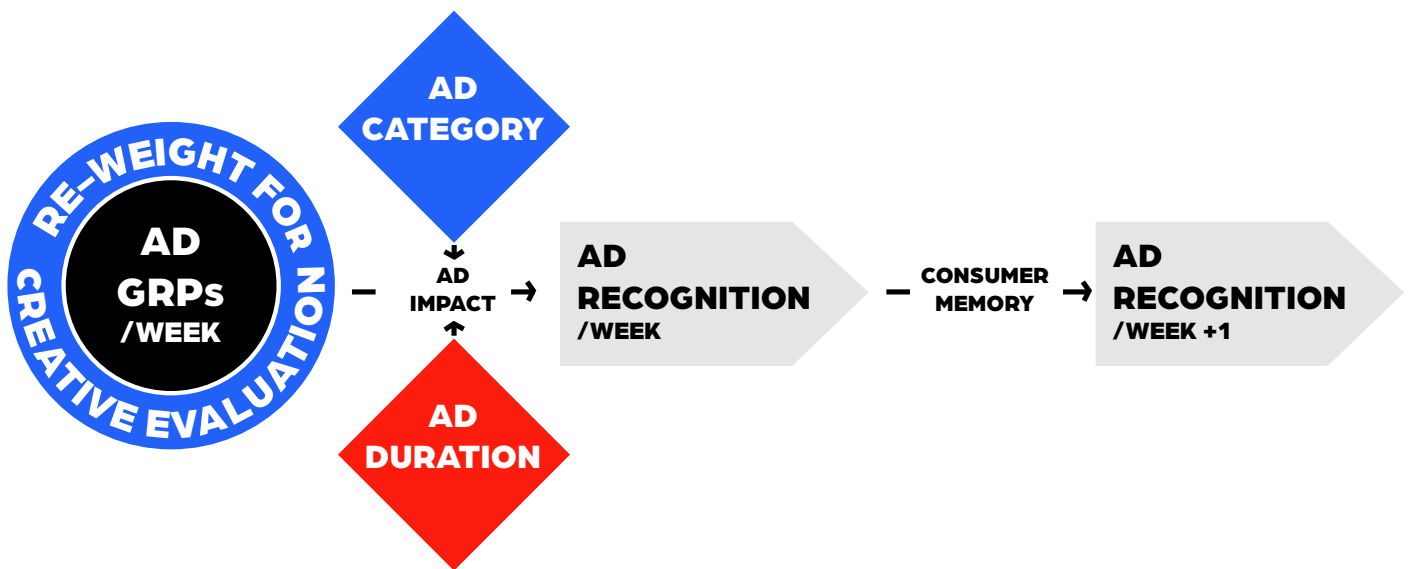 RE-WEIGHT FOR
CREATIVE EVALUATION
AD
GRPs
/WEEK
AD
CATEGORY
AD
IMPACT
AD
DURATION
AD
RECOGNITION
/WEEK
CONSUMER
MEMORY
AD
RECOGNITION
/WEEK +1